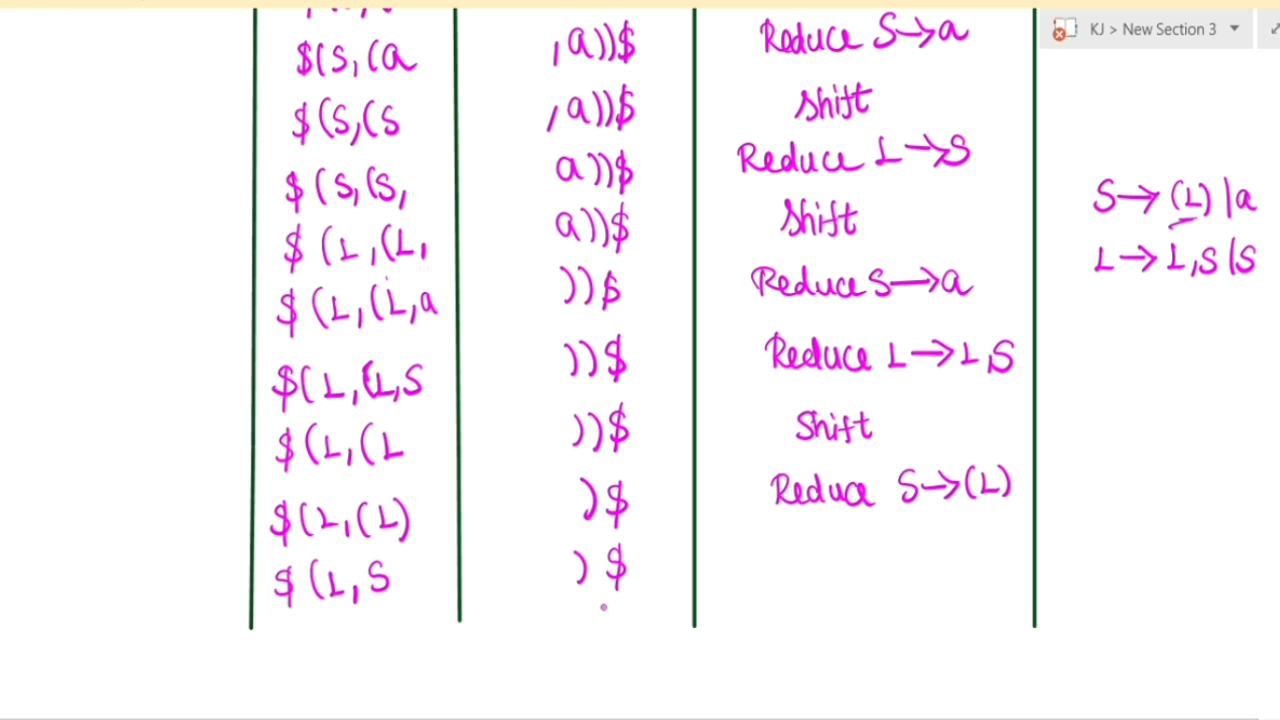 $(S,(a ,a))$ Reduce S→a
$(S,(S ,a))$ Shift
$(S,(S, a))$ Reduce L→S
$(L,(L, a))$ Shift
$(L,(L,a ))$ Reduce S→a
$(L,(L,S ))$ Reduce L→L,S
$(L,(L ))$ Shift
$(L,(L) )$ Reduce S→(L)
$(L,S )$
KJ > New Section 3
S→(L)|a
L→L,S|S